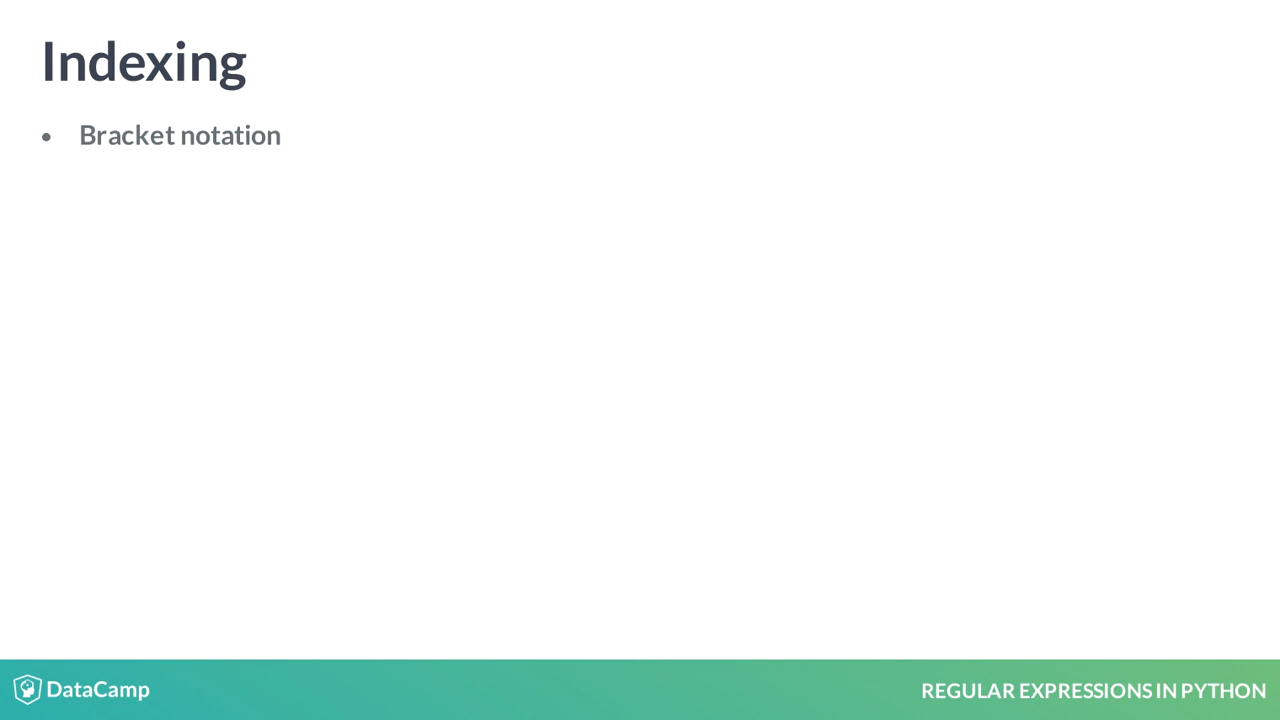 Indexing
• Bracket notation
DataCamp
REGULAR EXPRESSIONS IN PYTHON